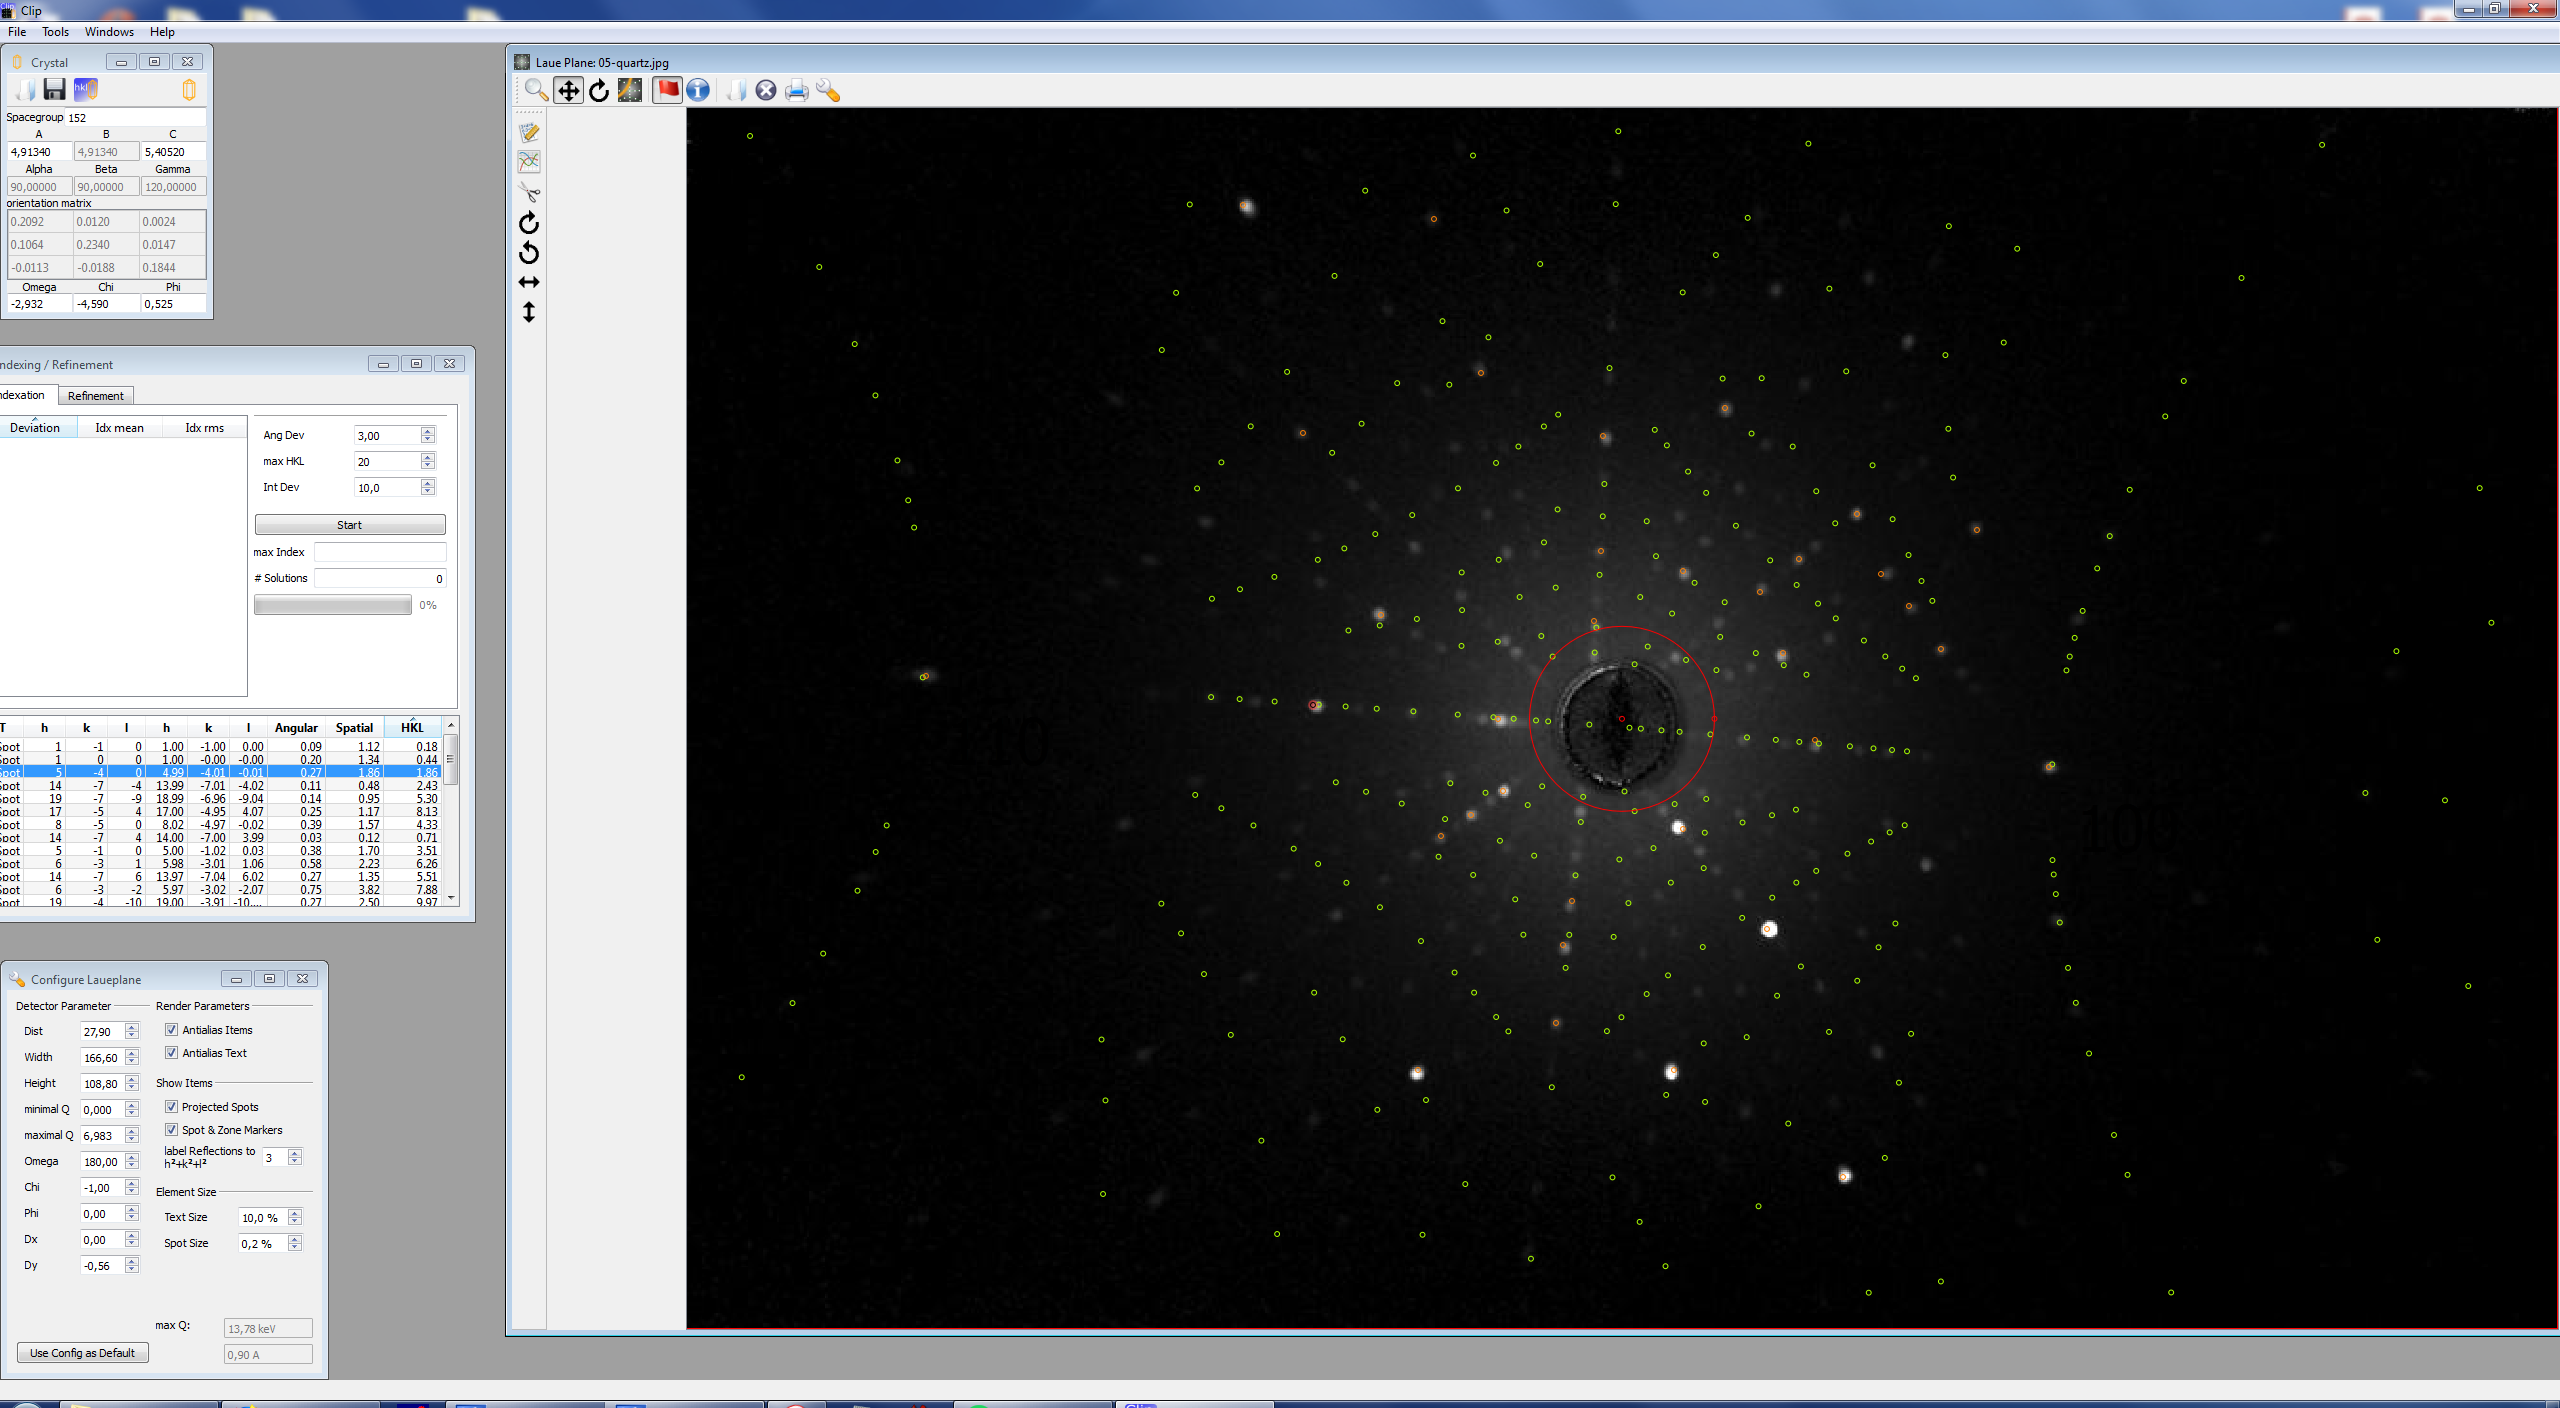 Clip
File Tools Windows Help
Crystal
Spacegroup 152
A B C
4,91340 4,91340 5,40520
Alpha Beta Gamma
90,00000 90,00000 120,00000
orientation matrix
0.2092 0.0120 0.0024
0.1064 0.2340 0.0147
-0.0113 -0.0188 0.1844
Omega Chi Phi
-2,932 -4,590 0,525
ndexing / Refinement
ndexation Refinement
Deviation Idx mean Idx rms
Ang Dev 3,00
max HKL 20
Int Dev 10,0
Start
max Index
# Solutions 0
0%
T h k l h k l Angular Spatial HKL
Spot 1 -1 0 1.00 -1.00 0.00 0.09 1.12 0.18
Spot 1 0 0 1.00 -0.00 -0.00 0.20 1.34 0.44
Spot 5 -4 0 4.99 -4.01 -0.01 0.27 1.86 1.86
Spot 14 -7 -4 13.99 -7.01 -4.02 0.11 0.48 2.43
Spot 19 -7 -9 18.99 -6.96 -9.04 0.14 0.95 5.30
Spot 17 -5 4 17.00 -4.95 4.07 0.25 1.17 8.13
Spot 8 -5 0 8.02 -4.97 -0.02 0.39 1.57 4.33
Spot 14 -7 4 14.00 -7.00 3.99 0.03 0.12 0.71
Spot 5 -1 0 5.00 -1.02 0.03 0.38 1.70 3.51
Spot 6 -3 1 5.98 -3.01 1.06 0.58 2.23 6.26
Spot 14 -7 6 13.97 -7.04 6.02 0.27 1.35 5.51
Spot 6 -3 -2 5.97 -3.02 -2.07 0.75 3.82 7.88
Spot 19 -4 -10 19.00 -3.91 -10.... 0.27 2.50 9.97
Configure Laueplane
Detector Parameter Render Parameters
Dist 27,90 Antialias Items
Width 166,60 Antialias Text
Height 108,80 Show Items
minimal Q 0,000 Projected Spots
maximal Q 6,983 Spot & Zone Markers
Omega 180,00 label Reflections to h²+k²+l² 3
Chi -1,00 Element Size
Phi 0,00 Text Size 10,0 %
Dx 0,00 Spot Size 0,2 %
Dy -0,56
max Q: 13,78 keV
Use Config as Default 0,90 A
Laue Plane: 05-quartz.jpg